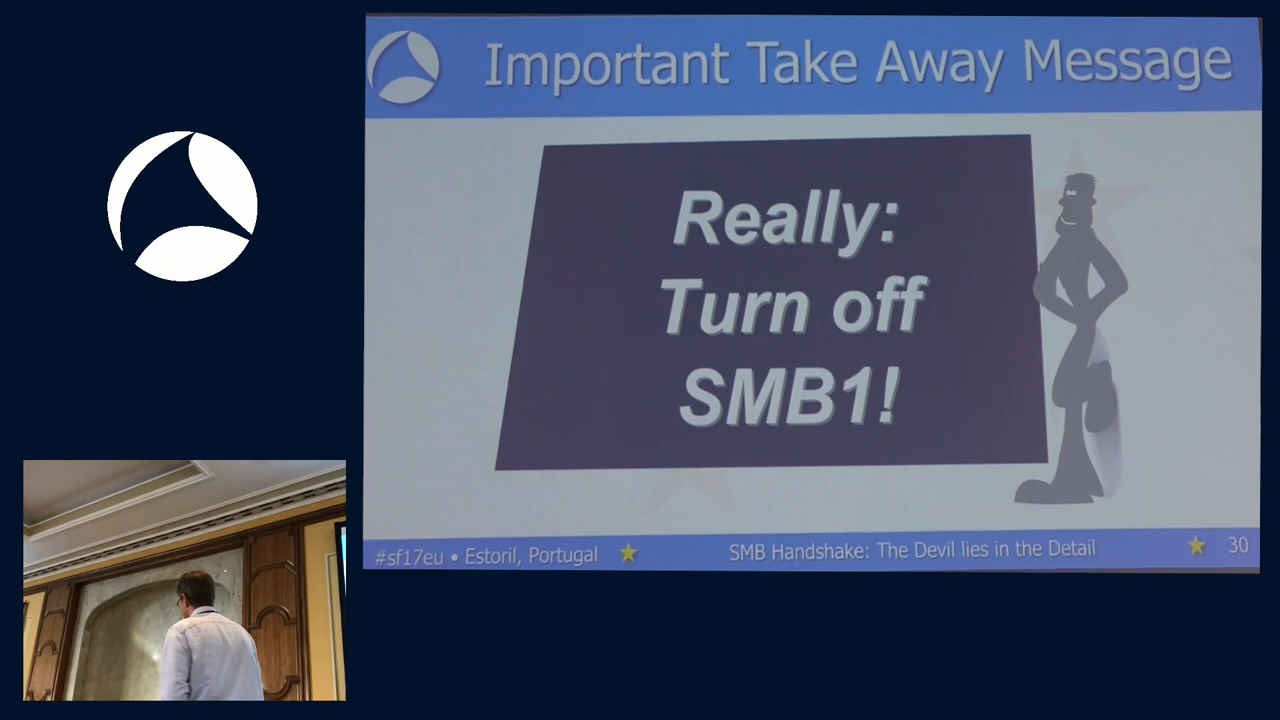 Important Take Away Message
Really:
Turn off
SMB1!
#sf17eu • Estoril, Portugal
SMB Handshake: The Devil lies in the Detail
30